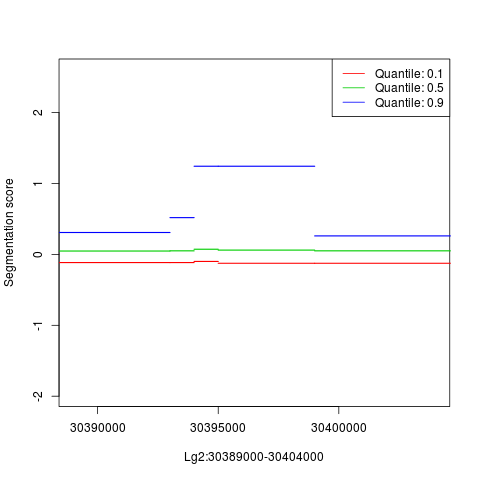 Quantile: 0.1
Quantile: 0.5
Quantile: 0.9
Segmentation score
2
1
0
-1
-2
30390000 30395000 30400000
Lg2:30389000-30404000